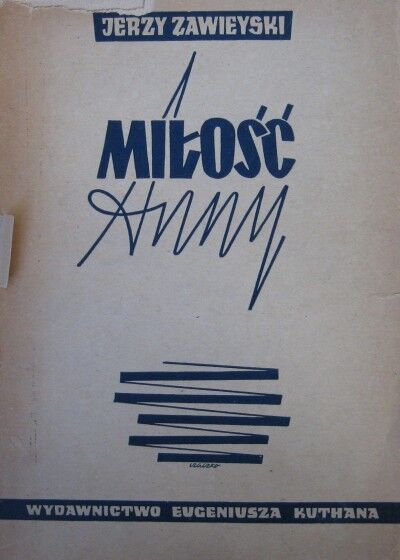 JERZY ZAWIEYSKI
MIŁOŚĆ
Anny
WYDAWNICTWO EUGENIUSZA KUTHANA